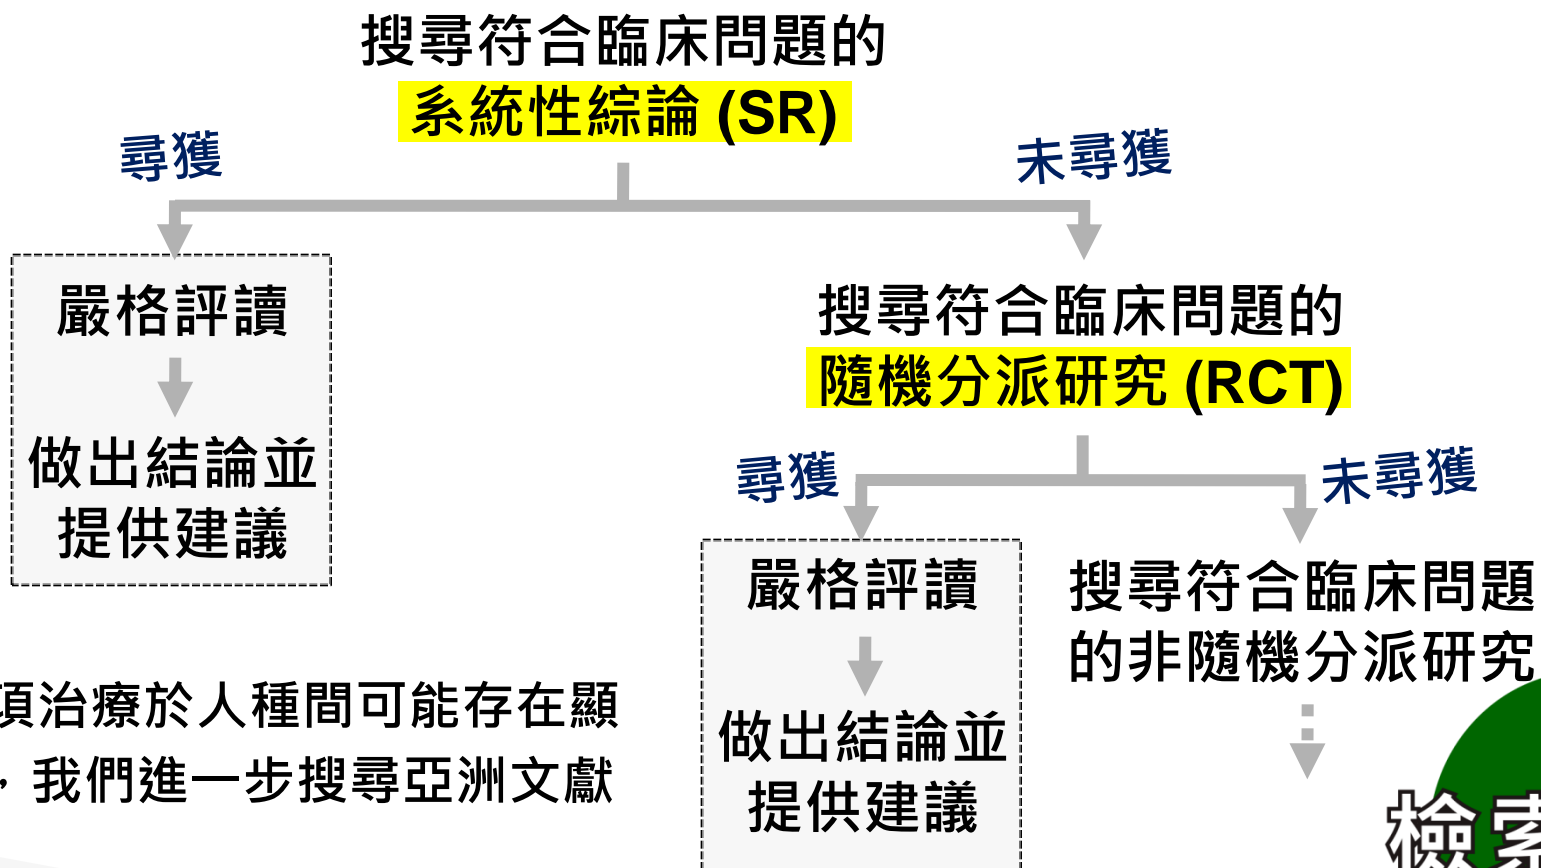 搜尋符合臨床問題的
系統性綜論 (SR)
尋獲
未尋獲
嚴格評讀
做出結論並
提供建議
搜尋符合臨床問題的
隨機分派研究 (RCT)
尋獲
未尋獲
嚴格評讀
做出結論並
提供建議
搜尋符合臨床問題
的非隨機分派研究
項治療於人種間可能存在顯
，我們進一步搜尋亞洲文獻
檢索